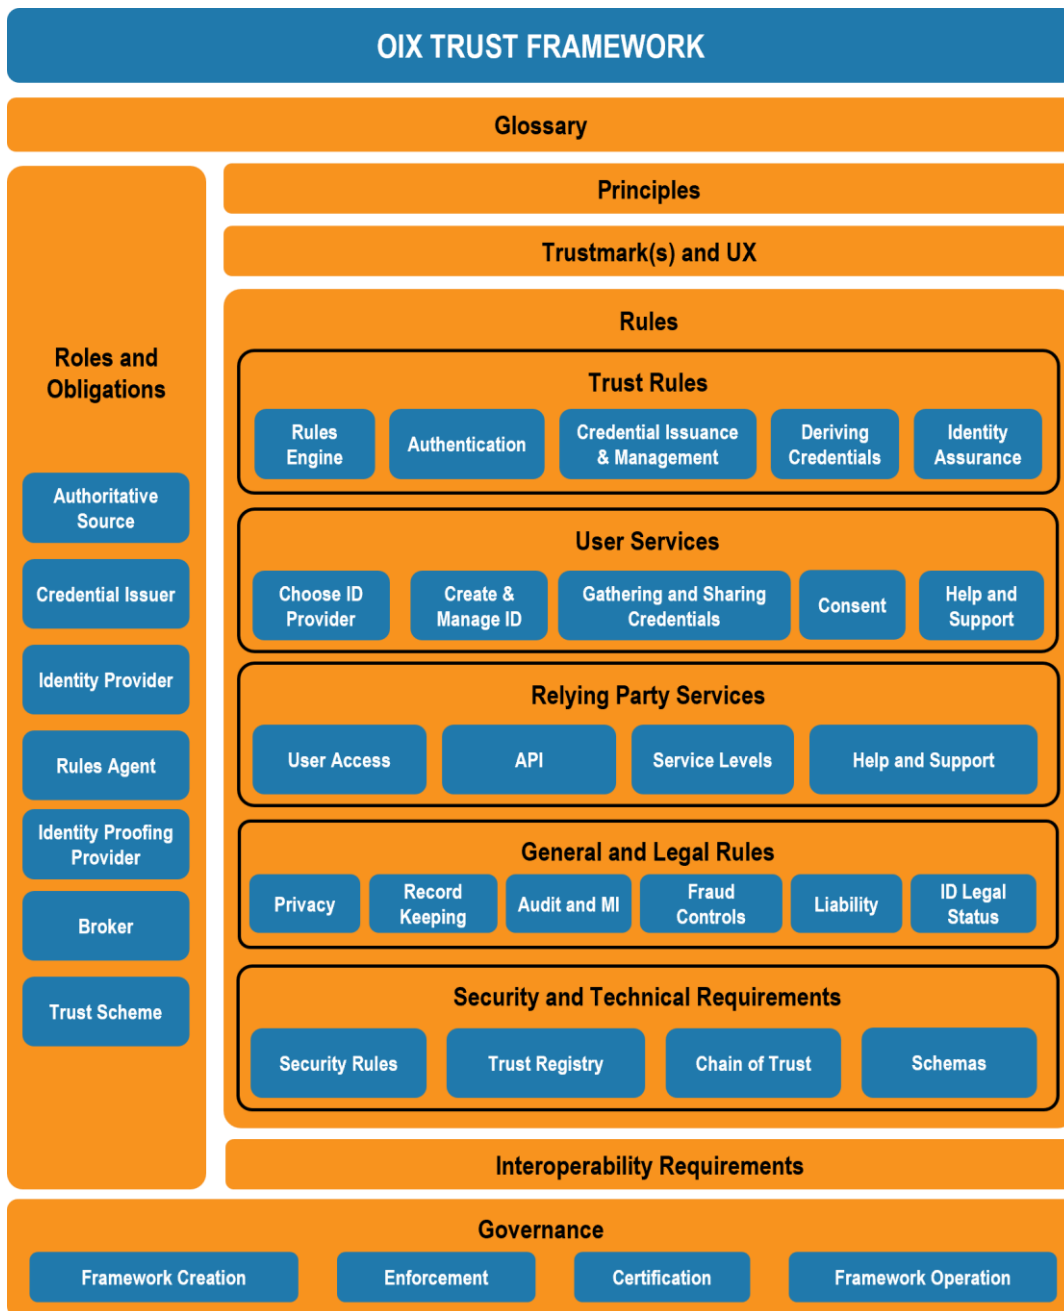 OIX TRUST FRAMEWORK
Glossary
Roles and
Obligations
Authoritative
Source
Credential Issuer
Identity Provider
Rules Agent
Identity Proofing
Provider
Broker
Trust Scheme
Principles
Trustmark(s) and UX
Rules
Trust Rules
Rules
Engine
Authentication
Credential Issuance
& Management
Deriving
Credentials
Identity
Assurance
User Services
Choose ID
Provider
Create &
Manage ID
Gathering and Sharing
Credentials
Consent
Help and
Support
Relying Party Services
User Access
API
Service Levels
Help and Support
General and Legal Rules
Privacy
Record
Keeping
Audit and MI
Fraud
Controls
Liability
ID Legal
Status
Security and Technical Requirements
Security Rules
Trust Registry
Chain of Trust
Schemas
Interoperability Requirements
Governance
Framework Creation
Enforcement
Certification
Framework Operation